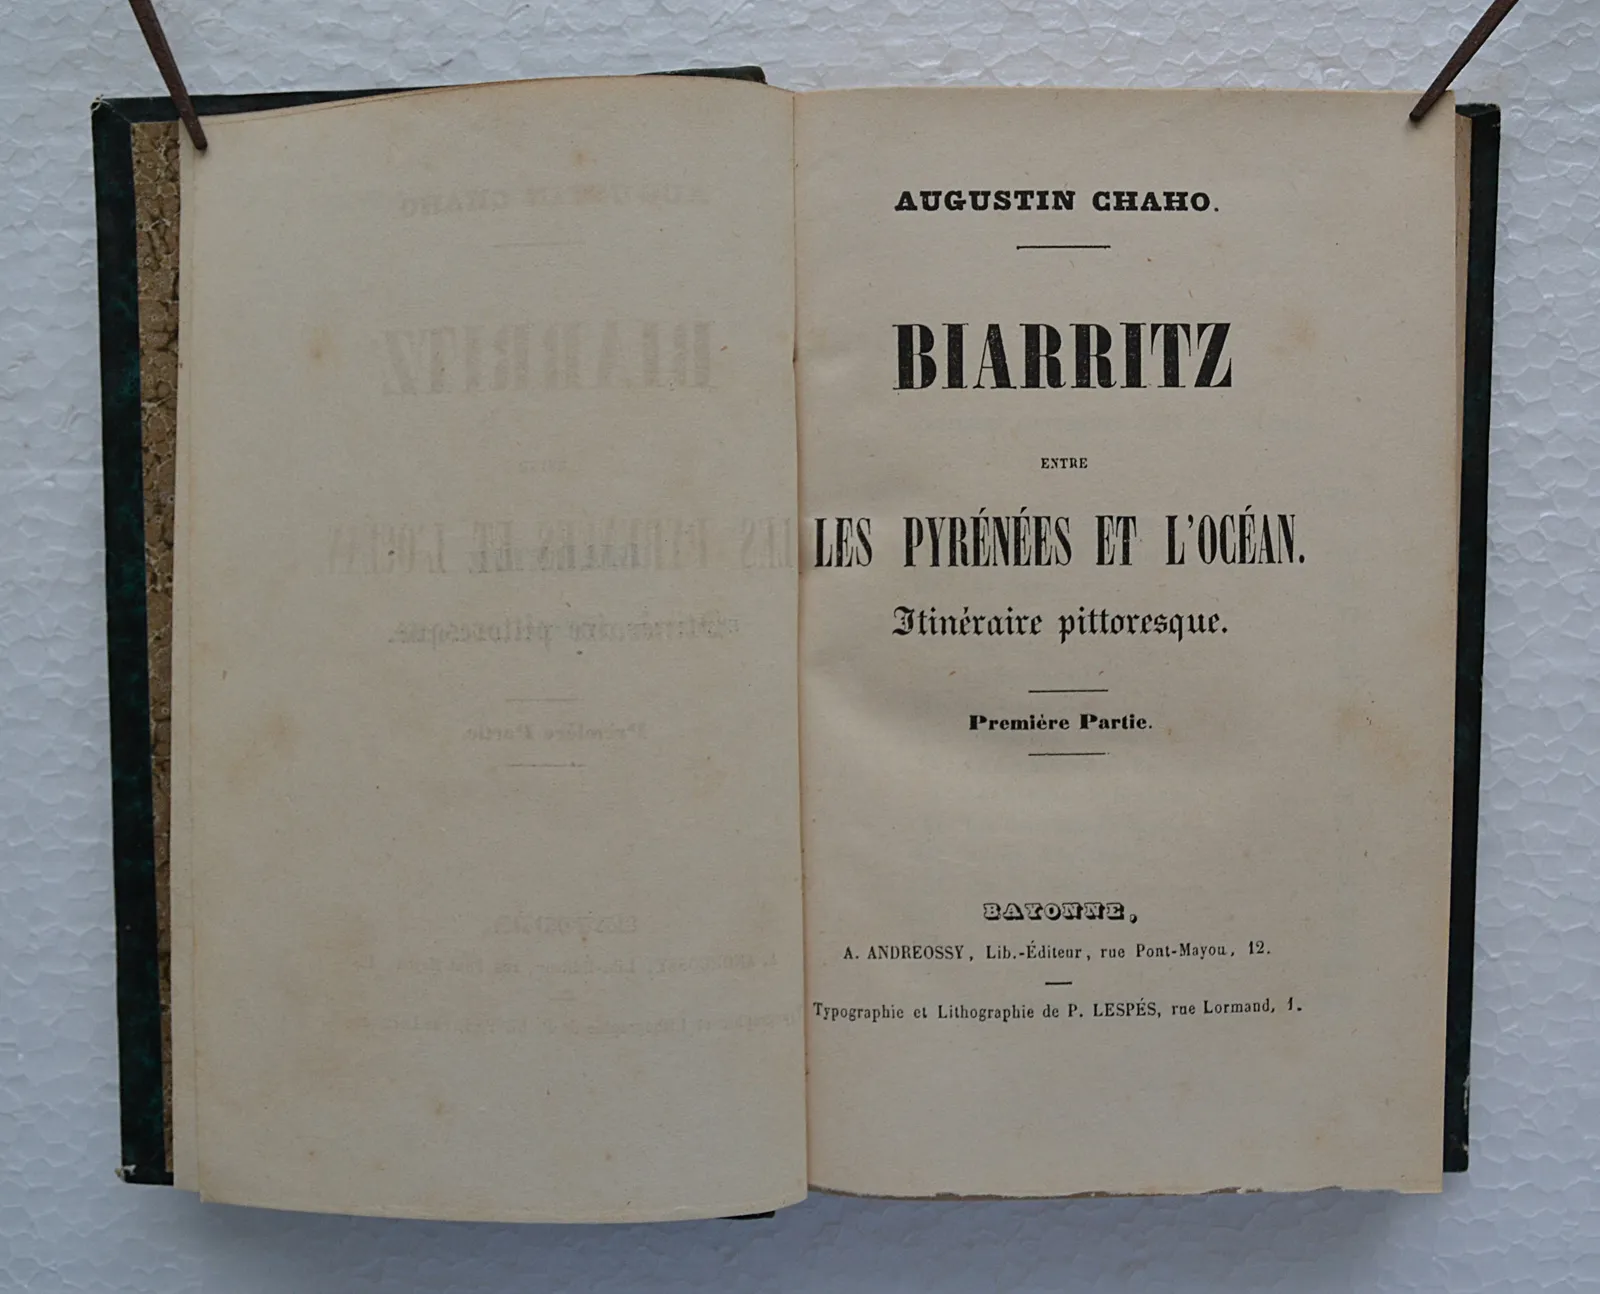 AUGUSTIN CHAHO.
BIARRITZ
ENTRE
LES PYRÉNÉES ET L'OCÉAN.
Itinéraire pittoresque.
Première Partie.
BAYONNE,
A. ANDREOSSY, Lib.-Éditeur, rue Pont-Mayou, 12.
Typographie et Lithographie de P. LESPÉS, rue Lormand, 1.